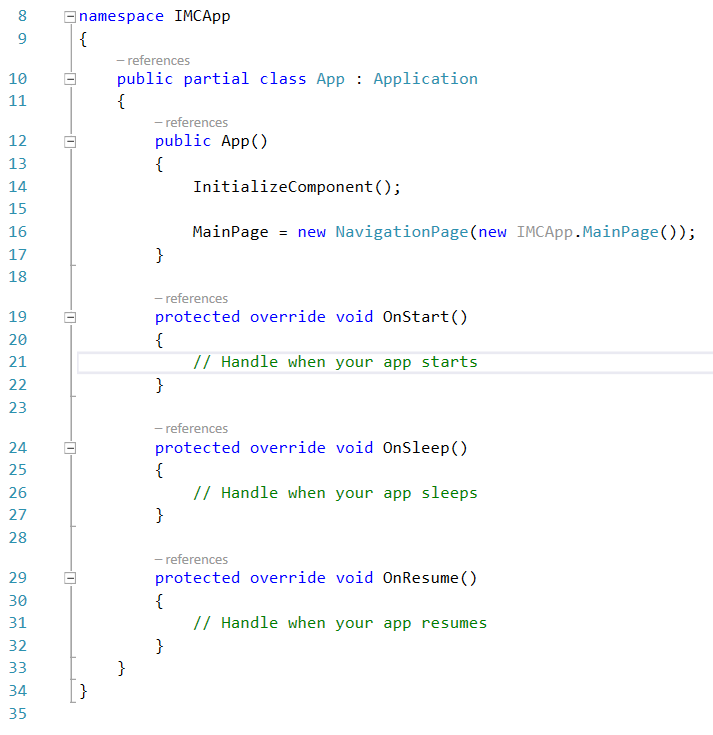 8 namespace IMCApp
9 {
– references
10 public partial class App : Application
11 {
– references
12 public App()
13 {
14 InitializeComponent();
15
16 MainPage = new NavigationPage(new IMCApp.MainPage());
17 }
18
– references
19 protected override void OnStart()
20 {
21 // Handle when your app starts
22 }
23
– references
24 protected override void OnSleep()
25 {
26 // Handle when your app sleeps
27 }
28
– references
29 protected override void OnResume()
30 {
31 // Handle when your app resumes
32 }
33 }
34 }
35